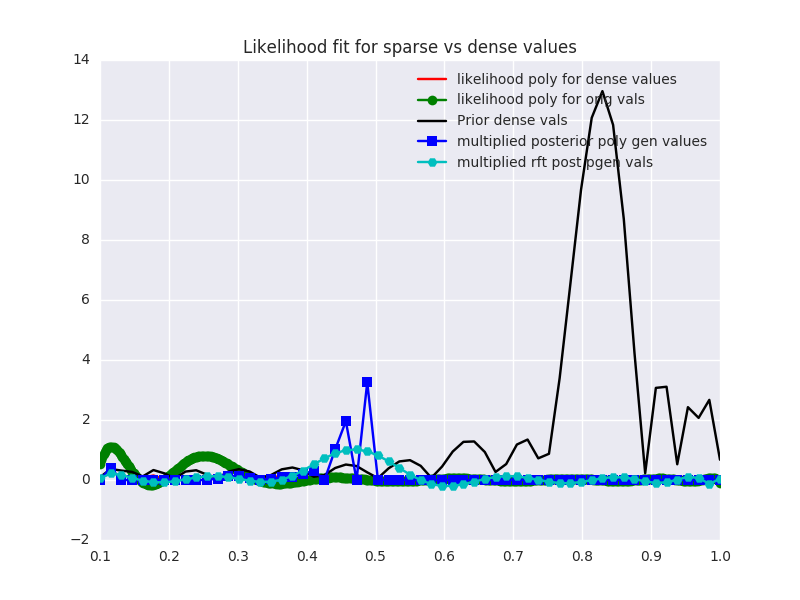 Likelihood fit for sparse vs dense values
14
12
10
8
6
4
2
0
−2
likelihood poly for dense values
likelihood poly for orig vals
Prior dense vals
multiplied posterior poly gen values
multiplied rft post pgen vals
0.1 0.2 0.3 0.4 0.5 0.6 0.7 0.8 0.9 1.0